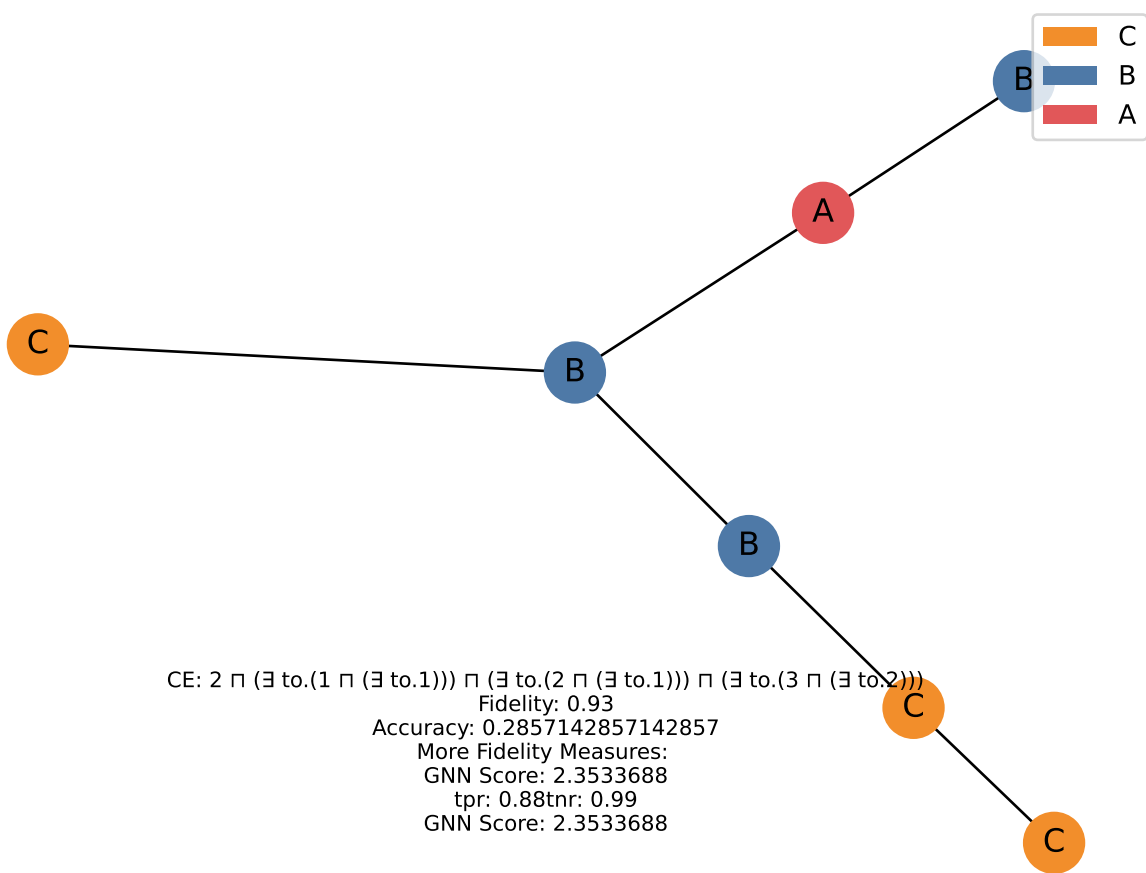 C
B
B
A
A
C
B
B
CE: 2 ⊓ (∃ to.(1 ⊓ (∃ to.1))) ⊓ (∃ to.(2 ⊓ (∃ to.1))) ⊓ (∃ to.(3 ⊓ (∃ to.2)))
Fidelity: 0.93
C
Accuracy: 0.2857142857142857
More Fidelity Measures:
GNN Score: 2.3533688
tpr: 0.88tnr: 0.99
GNN Score: 2.3533688
C